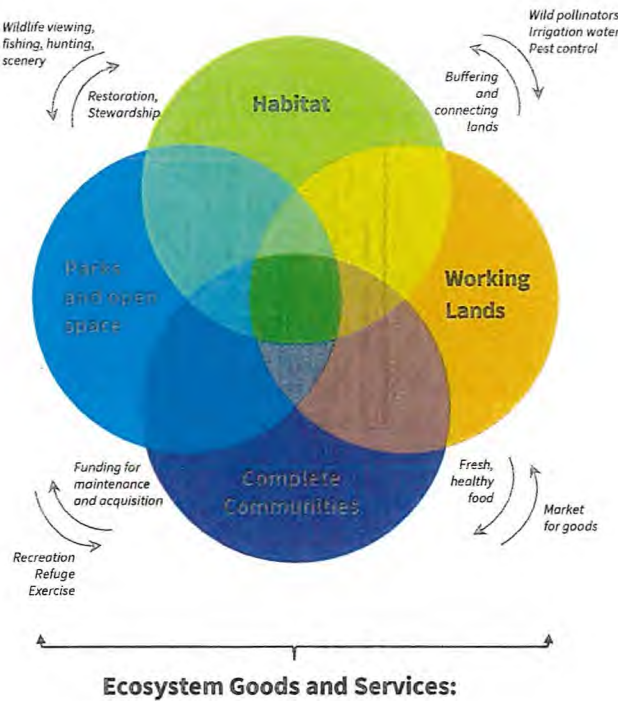 Wildlife viewing,
fishing, hunting,
scenery
Restoration,
Stewardship
Habitat
Wild pollinators
Irrigation water
Pest control
Buffering
and
connecting
lands
Parks
and open
space
Working
Lands
Complete
Communities
Funding for
maintenance
and acquisition
Recreation
Refuge
Exercise
Fresh,
healthy
food
Market
for goods
Ecosystem Goods and Services: